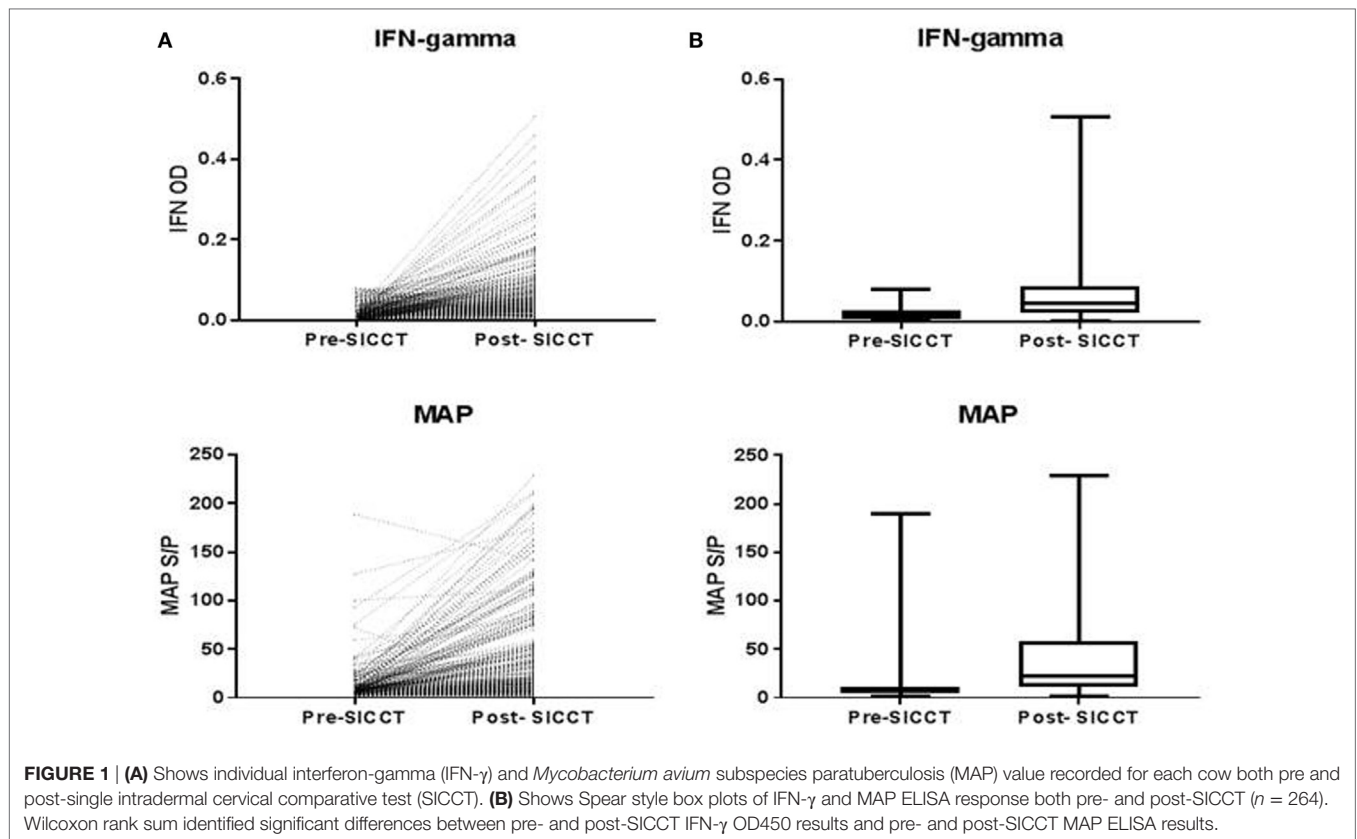 A
IFN-gamma
0.6
0.4
0.2
0.0
IFN OD
Pre-SICCT
Post- SICCT
B
IFN-gamma
0.6
0.4
0.2
0.0
IFN OD
Pre-SICCT
Post- SICCT
MAP
250
200
150
100
50
0
MAP S/P
Pre-SICCT
Post- SICCT
MAP
250
200
150
100
50
0
MAP S/P
Pre-SICCT
Post- SICCT
FIGURE 1 | (A) Shows individual interferon-gamma (IFN-γ) and Mycobacterium avium subspecies paratuberculosis (MAP) value recorded for each cow both pre and
post-single intradermal cervical comparative test (SICCT). (B) Shows Spear style box plots of IFN-γ and MAP ELISA response both pre- and post-SICCT (n = 264).
Wilcoxon rank sum identified significant differences between pre- and post-SICCT IFN-γ OD450 results and pre- and post-SICCT MAP ELISA results.